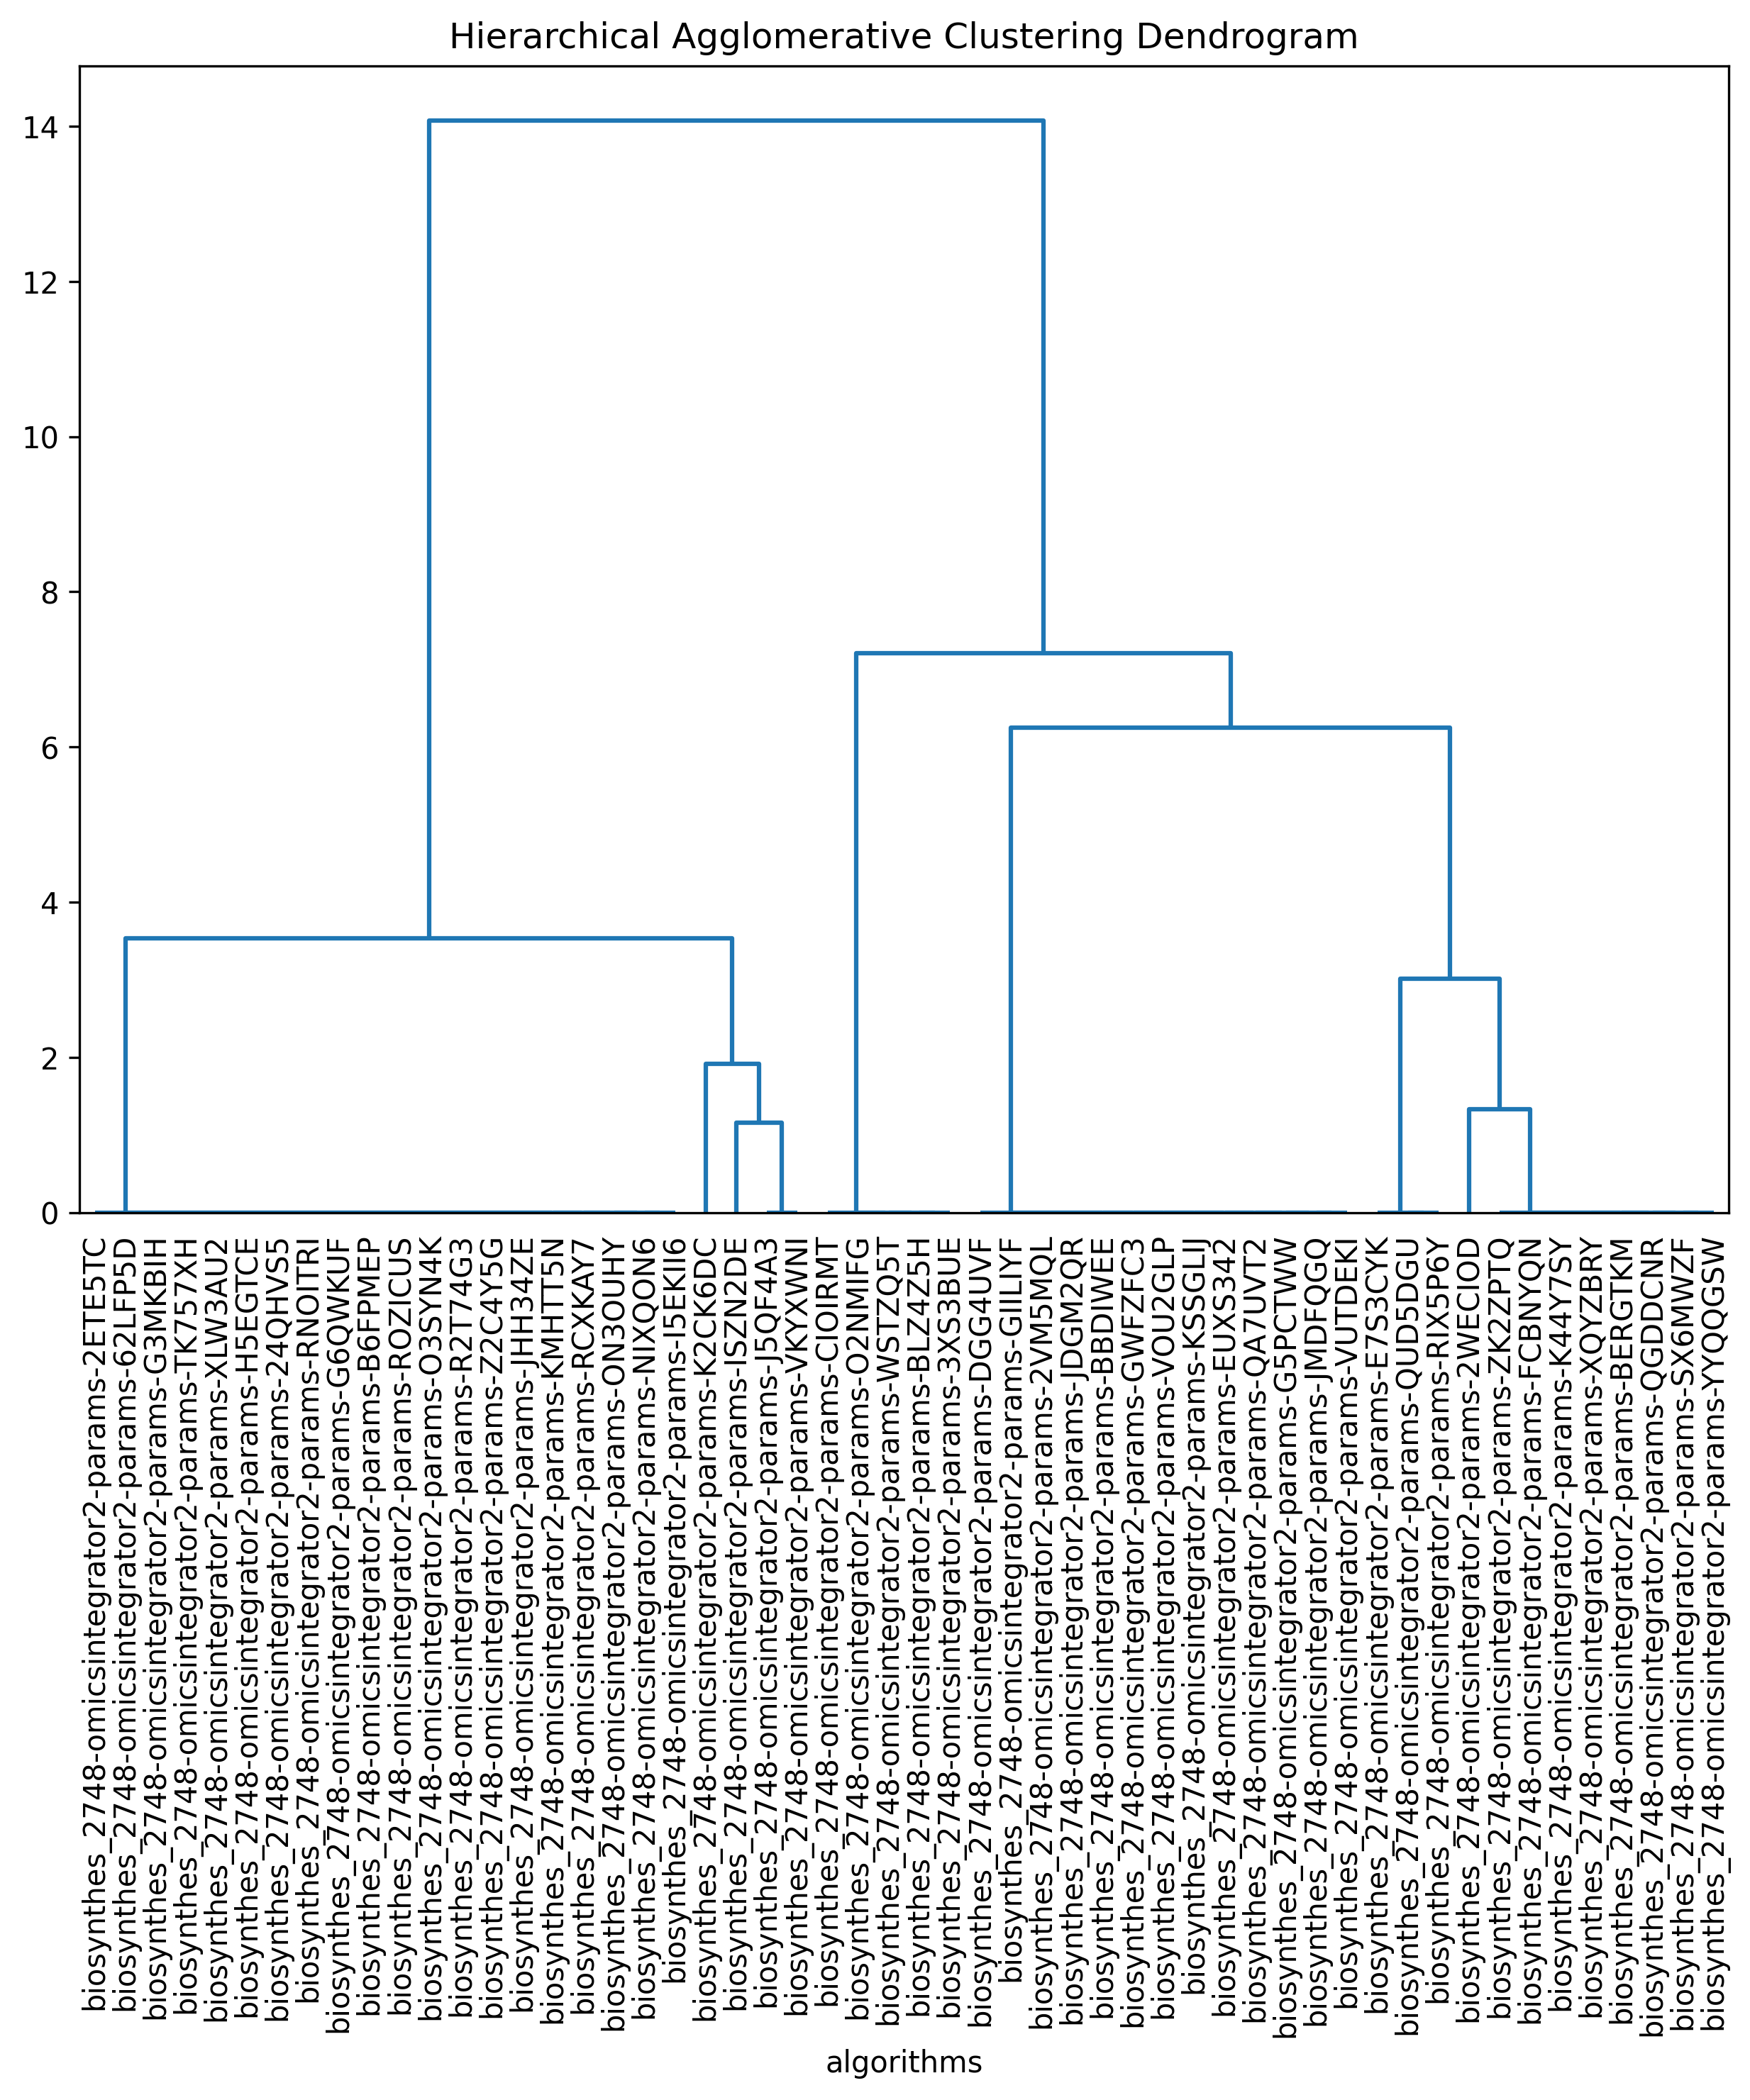 Hierarchical Agglomerative Clustering Dendrogram
14
12
10
8
6
4
2
0
biosynthes_2748-omicsintegrator2-params-2ETE5TC
biosynthes_2748-omicsintegrator2-params-62LFP5D
biosynthes_2748-omicsintegrator2-params-G3MKBIH
biosynthes_2748-omicsintegrator2-params-TK757XH
biosynthes_2748-omicsintegrator2-params-XLW3AU2
biosynthes_2748-omicsintegrator2-params-H5EGTCE
biosynthes_2748-omicsintegrator2-params-24QHVS5
biosynthes_2748-omicsintegrator2-params-RNOITRI
biosynthes_2748-omicsintegrator2-params-G6QWKUF
biosynthes_2748-omicsintegrator2-params-B6FPMEP
biosynthes_2748-omicsintegrator2-params-ROZICUS
biosynthes_2748-omicsintegrator2-params-O3SYN4K
biosynthes_2748-omicsintegrator2-params-R2T74G3
biosynthes_2748-omicsintegrator2-params-Z2C4Y5G
biosynthes_2748-omicsintegrator2-params-JHH34ZE
biosynthes_2748-omicsintegrator2-params-KMHTT5N
biosynthes_2748-omicsintegrator2-params-RCXKAY7
biosynthes_2748-omicsintegrator2-params-ON3OUHY
biosynthes_2748-omicsintegrator2-params-NIXQON6
biosynthes_2748-omicsintegrator2-params-I5EKII6
biosynthes_2748-omicsintegrator2-params-K2CK6DC
biosynthes_2748-omicsintegrator2-params-ISZN2DE
biosynthes_2748-omicsintegrator2-params-J5QF4A3
biosynthes_2748-omicsintegrator2-params-VKYXWNI
biosynthes_2748-omicsintegrator2-params-CIOIRMT
biosynthes_2748-omicsintegrator2-params-O2NMIFG
biosynthes_2748-omicsintegrator2-params-WSTZQ5T
biosynthes_2748-omicsintegrator2-params-BLZ4Z5H
biosynthes_2748-omicsintegrator2-params-3XS3BUE
biosynthes_2748-omicsintegrator2-params-DGG4UVF
biosynthes_2748-omicsintegrator2-params-GIILIYF
biosynthes_2748-omicsintegrator2-params-2VM5MQL
biosynthes_2748-omicsintegrator2-params-JDGM2QR
biosynthes_2748-omicsintegrator2-params-BBDIWEE
biosynthes_2748-omicsintegrator2-params-GWFZFC3
biosynthes_2748-omicsintegrator2-params-VOU2GLP
biosynthes_2748-omicsintegrator2-params-KSSGLIJ
biosynthes_2748-omicsintegrator2-params-EUXS342
biosynthes_2748-omicsintegrator2-params-QA7UVT2
biosynthes_2748-omicsintegrator2-params-G5PCTWW
biosynthes_2748-omicsintegrator2-params-JMDFQGQ
biosynthes_2748-omicsintegrator2-params-VUTDEKI
biosynthes_2748-omicsintegrator2-params-E7S3CYK
biosynthes_2748-omicsintegrator2-params-QUD5DGU
biosynthes_2748-omicsintegrator2-params-RIX5P6Y
biosynthes_2748-omicsintegrator2-params-2WECIOD
biosynthes_2748-omicsintegrator2-params-ZK2ZPTQ
biosynthes_2748-omicsintegrator2-params-FCBNYQN
biosynthes_2748-omicsintegrator2-params-K44Y7SY
biosynthes_2748-omicsintegrator2-params-XQYZBRY
biosynthes_2748-omicsintegrator2-params-BERGTKM
biosynthes_2748-omicsintegrator2-params-QGDDCNR
biosynthes_2748-omicsintegrator2-params-SX6MWZF
biosynthes_2748-omicsintegrator2-params-YYQQGSW
algorithms